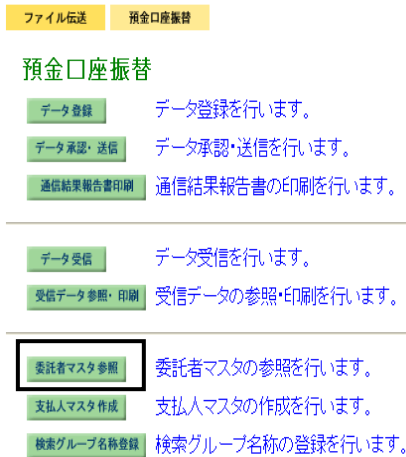 ファイル伝送 預金口座振替
預金口座振替
データ登録 データ登録を行います。
データ承認・送信 データ承認・送信を行います。
通信結果報告書印刷 通信結果報告書の印刷を行います。
データ受信 データ受信を行います。
受信データ参照・印刷 受信データの参照・印刷を行います。
委託者マスタ参照 委託者マスタの参照を行います。
支払人マスタ作成 支払人マスタの作成を行います。
検索グループ名称登録 検索グループ名称の登録を行います。